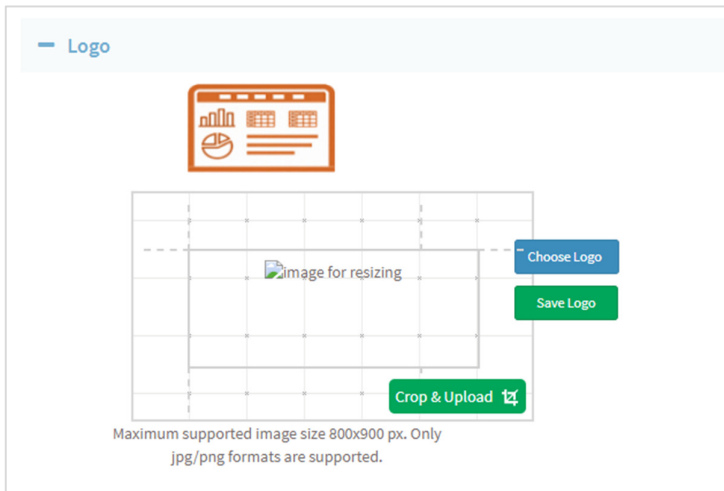 Logo
image for resizing
Choose Logo
Save Logo
Crop & Upload
Maximum supported image size 800x900 px. Only
jpg/png formats are supported.